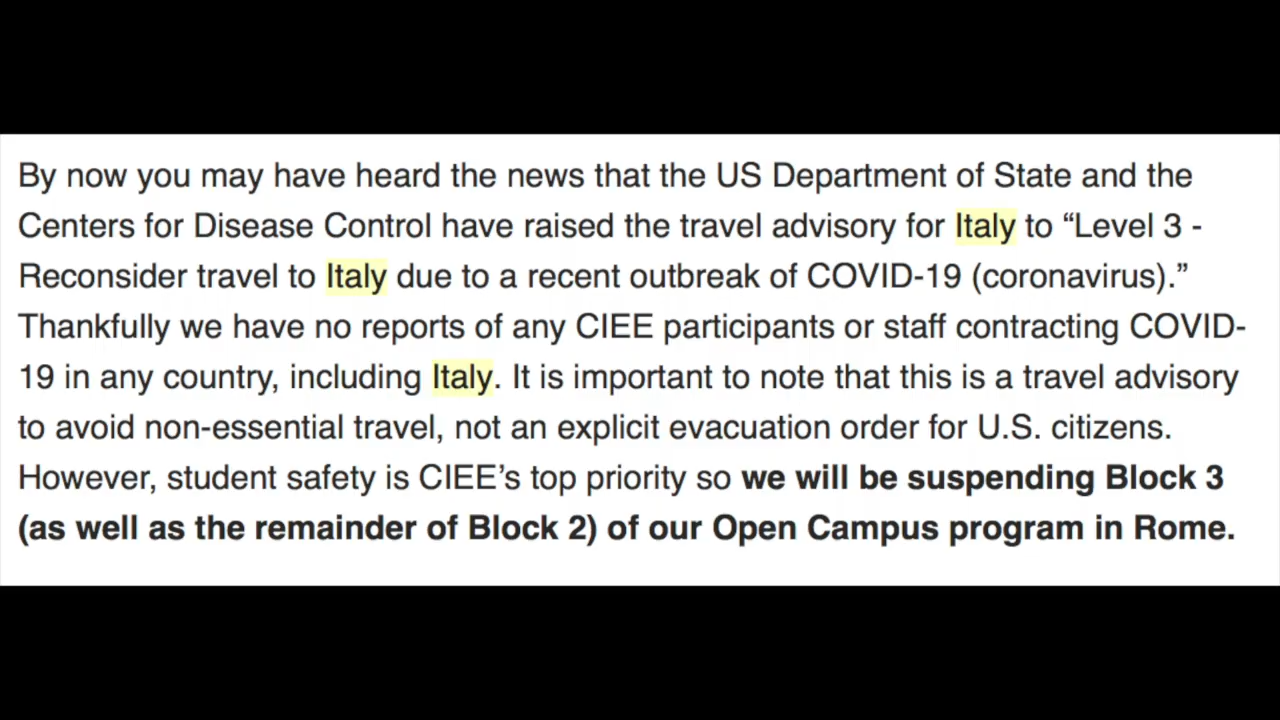 By now you may have heard the news that the US Department of State and the
Centers for Disease Control have raised the travel advisory for Italy to “Level 3 -
Reconsider travel to Italy due to a recent outbreak of COVID-19 (coronavirus).”
Thankfully we have no reports of any CIEE participants or staff contracting COVID-
19 in any country, including Italy. It is important to note that this is a travel advisory
to avoid non-essential travel, not an explicit evacuation order for U.S. citizens.
However, student safety is CIEE’s top priority so we will be suspending Block 3
(as well as the remainder of Block 2) of our Open Campus program in Rome.